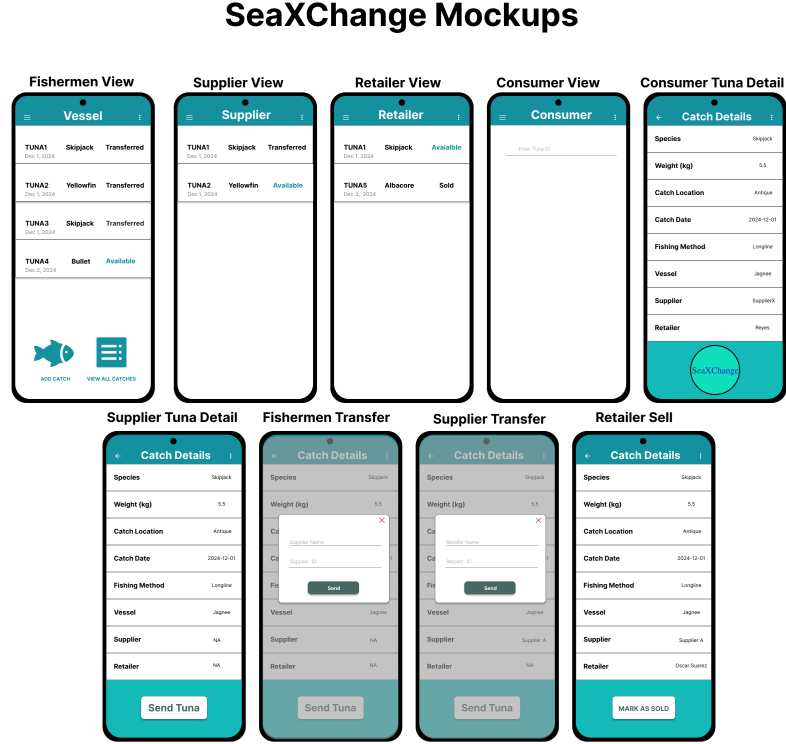 SeaXChange Mockups
Fishermen View
Supplier View
Retailer View
Consumer View
Consumer Tuna Detail
Vessel
TUNA1 Skipjack Transferred
Dec 1, 2024
TUNA2 Yellowfin Transferred
Dec 1, 2024
TUNA3 Skipjack Transferred
Dec 1, 2024
TUNA4 Bullet Available
Dec 2, 2024
ADD CATCH
VIEW ALL CATCHES
Supplier
TUNA1 Skipjack Transferred
Dec 1, 2024
TUNA2 Yellowfin Available
Dec 1, 2024
Retailer
TUNA1 Skipjack Avaialble
Dec 1, 2024
TUNA5 Albacore Sold
Dec 3, 2024
Consumer
Enter Tuna ID
Catch Details
Species Skipjack
Weight (kg) 5.5
Catch Location Antique
Catch Date 2024-12-01
Fishing Method Longline
Vessel Jagnee
Supplier SupplierX
Retailer Reyes
SeaXChange
Supplier Tuna Detail
Fishermen Transfer
Supplier Transfer
Retailer Sell
Catch Details
Species Skipjack
Weight (kg) 5.5
Catch Location Antique
Catch Date 2024-12-01
Fishing Method Longline
Vessel Jagnee
Supplier NA
Retailer NA
Send Tuna
Catch Details
Species Skipjack
Weight (kg) 5.5
Ca
Supplier Name
Ca 1
Supplier ID
Fis
Send
Vessel Jagnee
Supplier NA
Retailer NA
Send Tuna
Catch Details
Species Skipjack
Weight (kg) 5.5
Ca
Retailer Name
Ca 1
Retailer ID
Fis
Send
Vessel Jagnee
Supplier Supplier A
Retailer NA
Send Tuna
Catch Details
Species Skipjack
Weight (kg) 5.5
Catch Location Antique
Catch Date 2024-12-01
Fishing Method Longline
Vessel Jagnee
Supplier Supplier A
Retailer Oscar Suarez
MARK AS SOLD